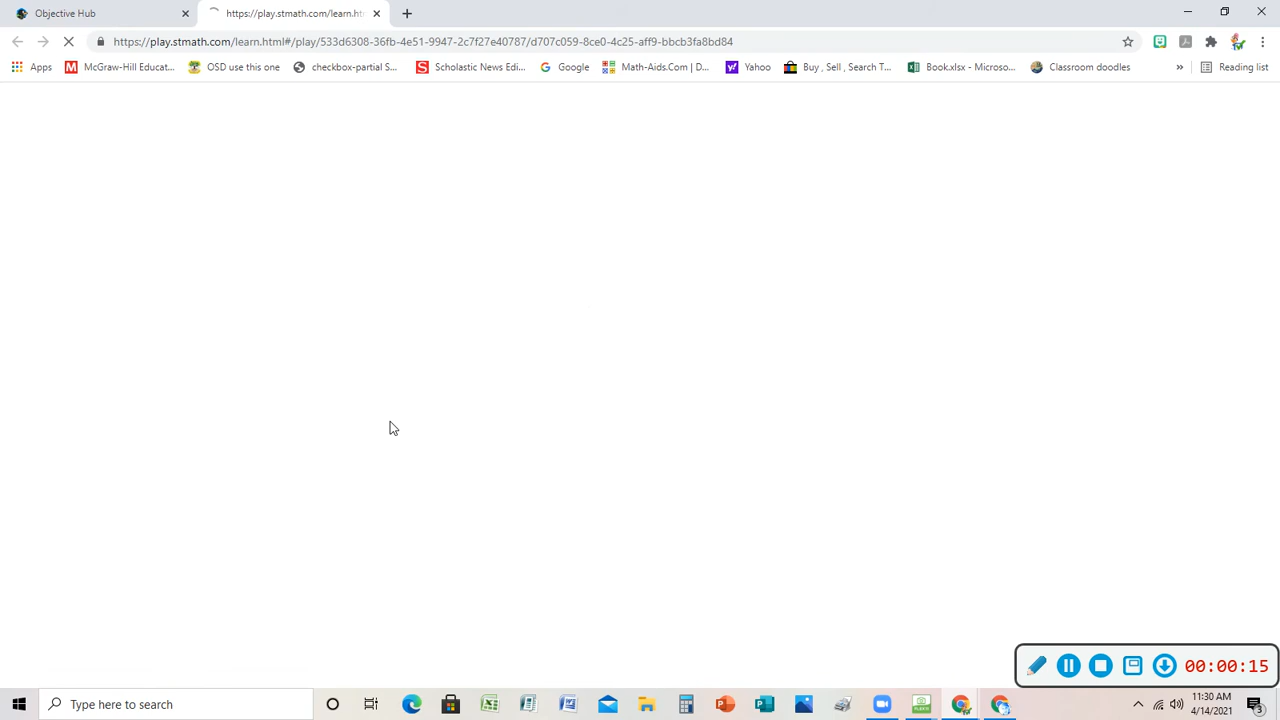 Objective Hub
https://play.stmath.com/learn.htm
https://play.stmath.com/learn.html#/play/533d6308-36fb-4e51-9947-2c7f27e40787/d707c059-8ce0-4c25-aff9-bbcb3fa8bd84
Apps McGraw-Hill Educat... OSD use this one checkbox-partial S... Scholastic News Edi... Google Math-Aids.Com | D... Yahoo Buy , Sell , Search T... Book.xlsx - Microso... Classroom doodles » Reading list
00:00:15
Type here to search
11:30 AM
4/14/2021
3